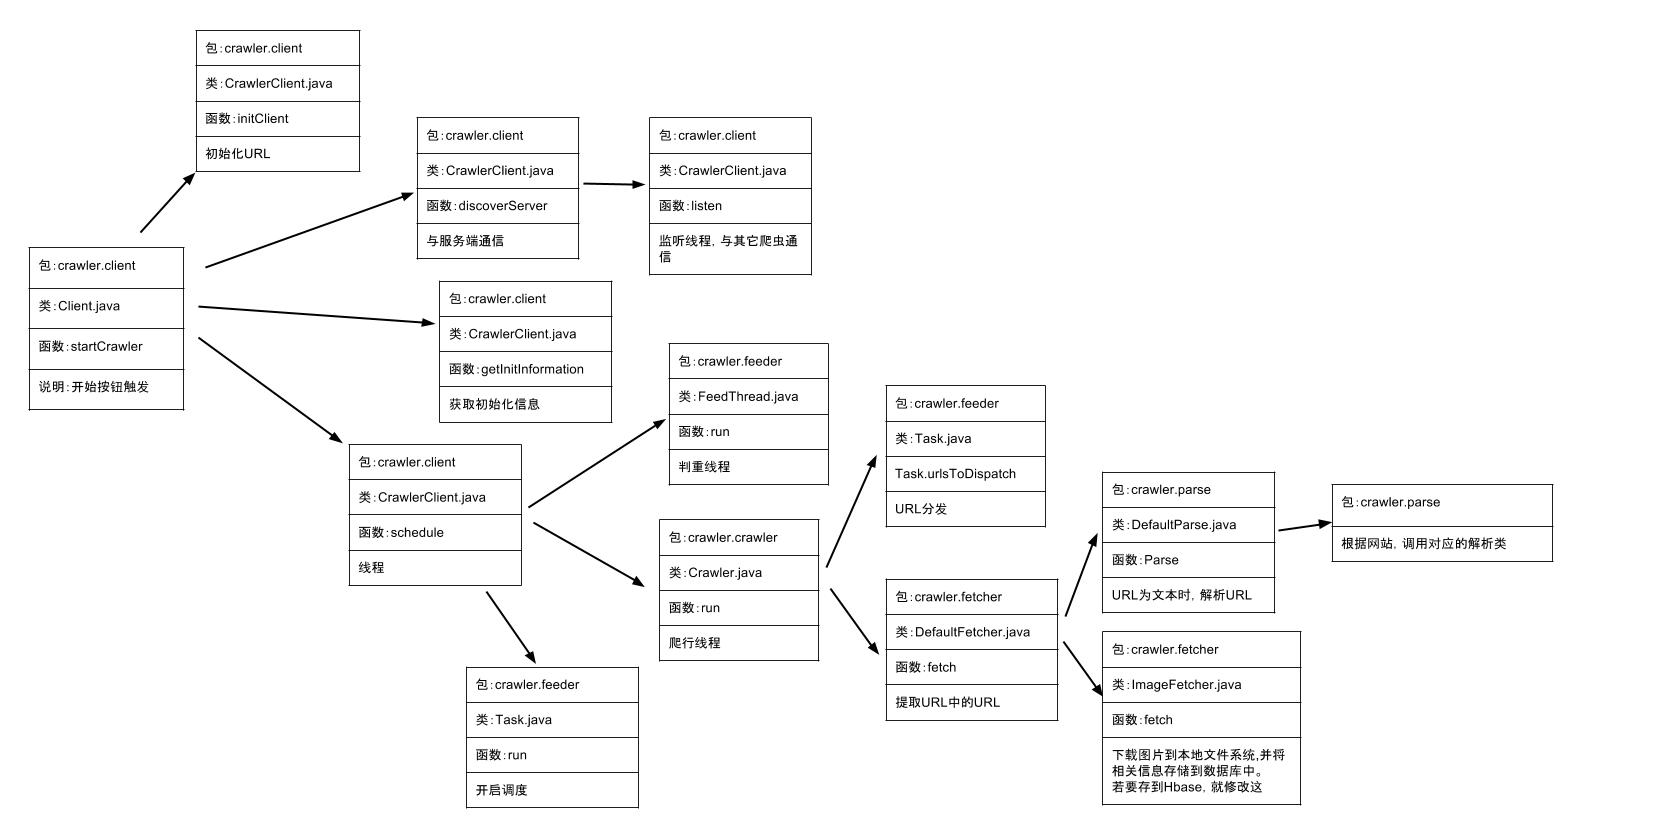 包：crawler.client
类：CrawlerClient.java
函数：initClient
初始化URL
包：crawler.client
类：CrawlerClient.java
函数：discoverServer
与服务端通信
包：crawler.client
类：CrawlerClient.java
函数：listen
监听线程，与其它爬虫通
信
包：crawler.client
类：Client.java
函数：startCrawler
说明：开始按钮触发
包：crawler.client
类：CrawlerClient.java
函数：getInitInformation
获取初始化信息
包：crawler.feeder
类：FeedThread.java
函数：run
判重线程
包：crawler.feeder
类：Task.java
Task.urlsToDispatch
URL分发
包：crawler.client
类：CrawlerClient.java
函数：schedule
线程
包：crawler.parse
类：DefaultParse.java
函数：Parse
URL为文本时，解析URL
包：crawler.parse
根据网站，调用对应的解析类
包：crawler.crawler
类：Crawler.java
函数：run
爬行线程
包：crawler.fetcher
类：DefaultFetcher.java
函数：fetch
提取URL中的URL
包：crawler.fetcher
类：ImageFetcher.java
函数：fetch
下载图片到本地文件系统,并将
相关信息存储到数据库中。
若要存到Hbase，就修改这
包：crawler.feeder
类：Task.java
函数：run
开启调度